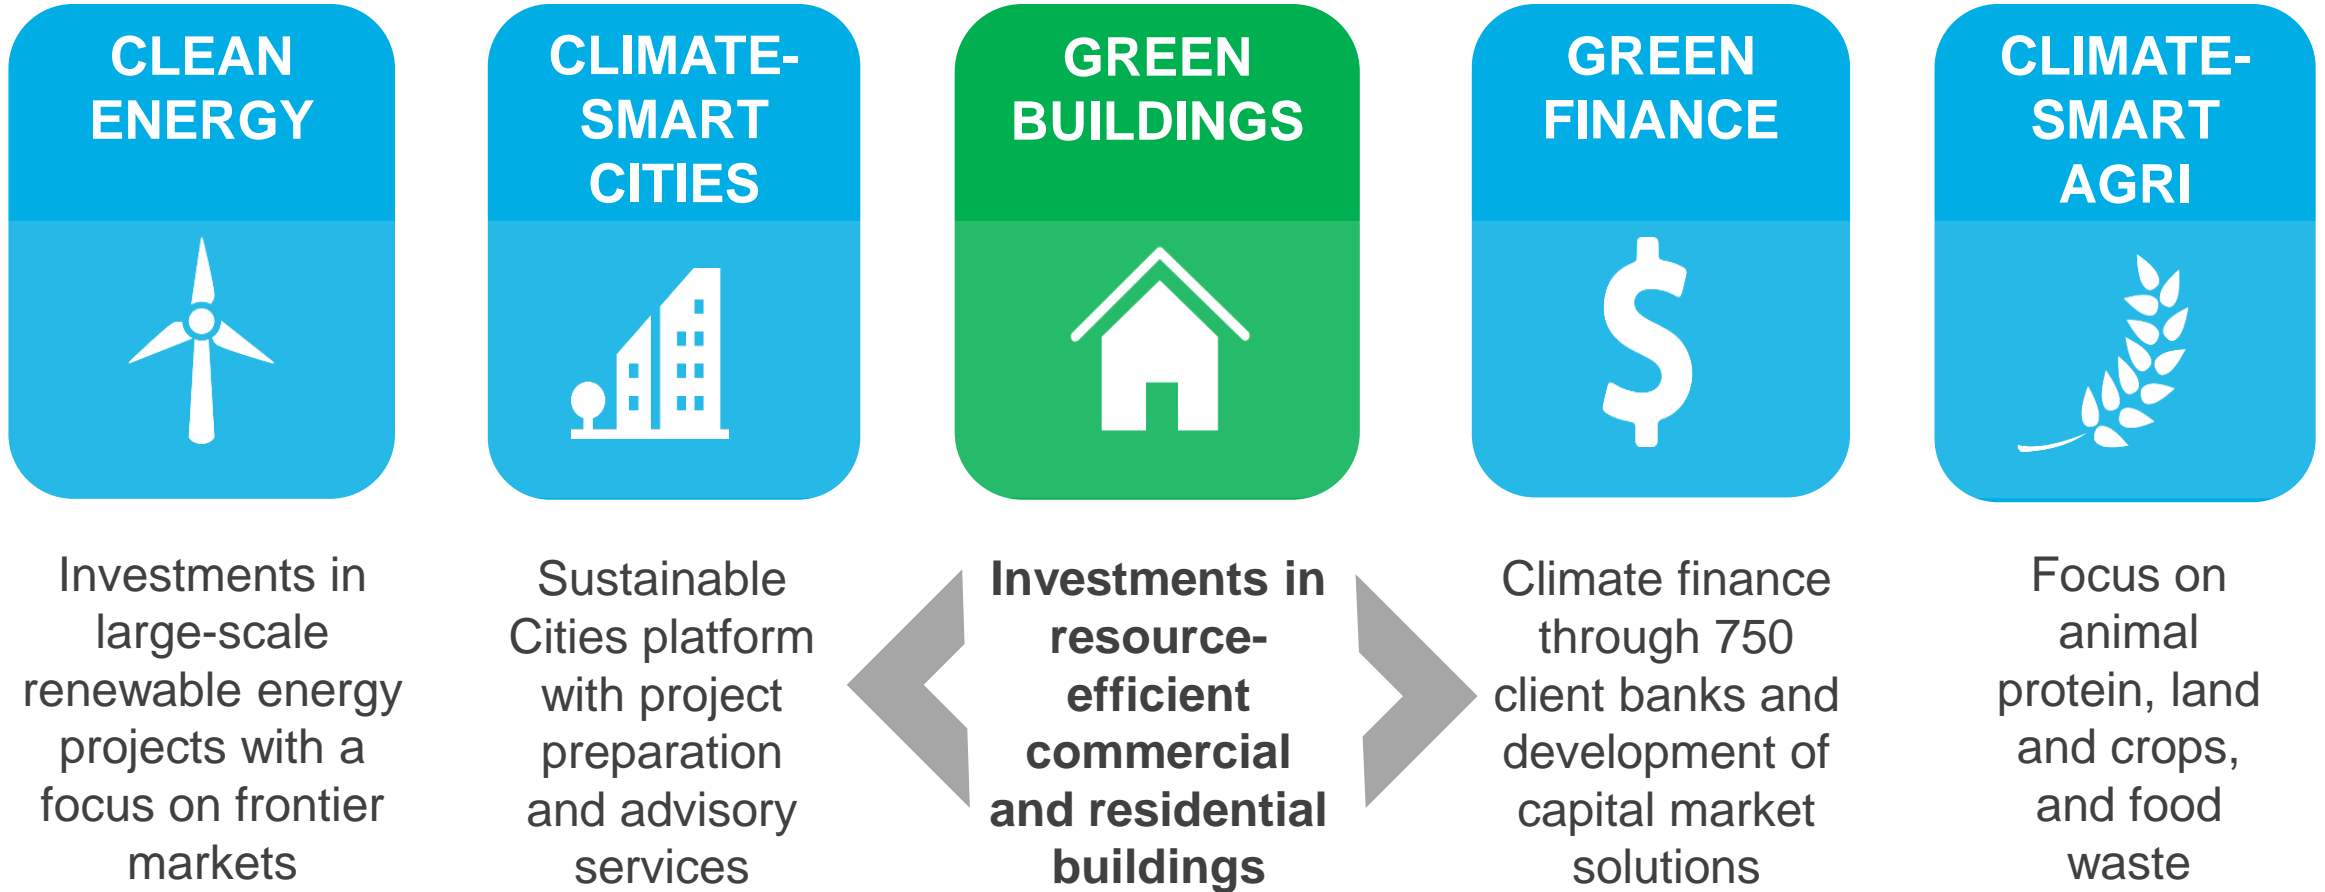 CLEAN
ENERGY
Investments in
large-scale
renewable energy
projects with a
focus on frontier
markets
CLIMATE-
SMART
CITIES
Sustainable
Cities platform
with project
preparation
and advisory
services
GREEN
BUILDINGS
Investments in
resource-
efficient
commercial
and residential
buildings
GREEN
FINANCE
$
Climate finance
through 750
client banks and
development of
capital market
solutions
CLIMATE-
SMART
AGRI
Focus on
animal
protein, land
and crops,
and food
waste